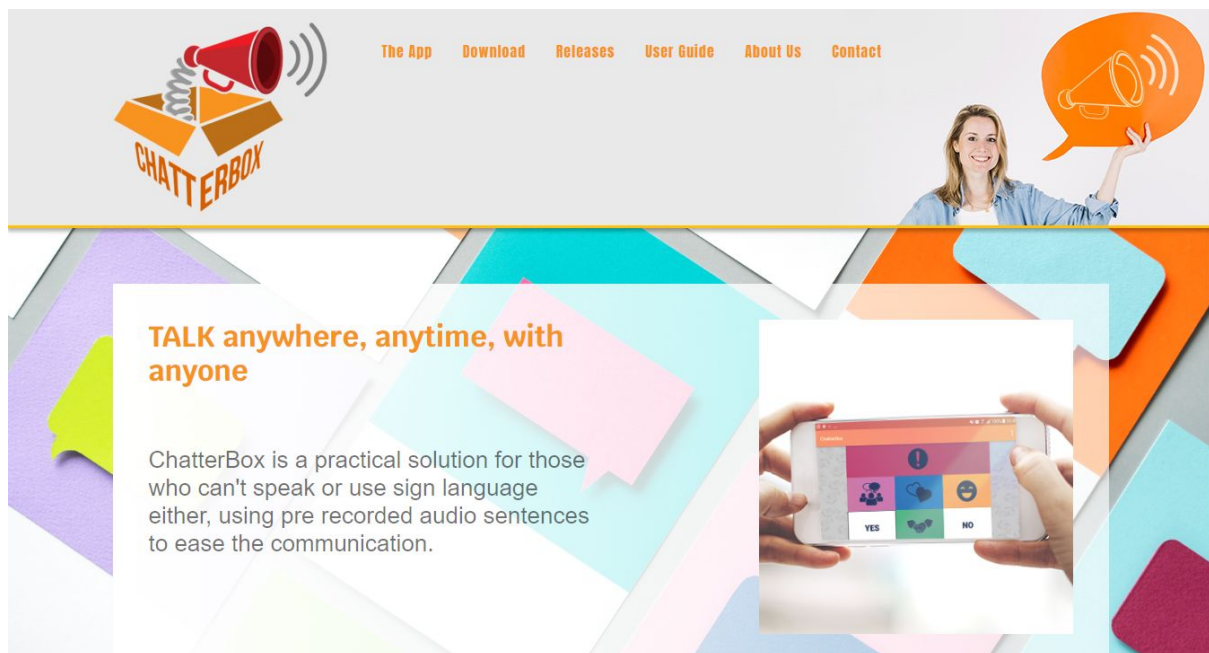 CHATTERBOX
The App Download Releases User Guide About Us Contact
TALK anywhere, anytime, with
anyone
ChatterBox is a practical solution for those
who can't speak or use sign language
either, using pre recorded audio sentences
to ease the communication.
ChatterBox
YES NO